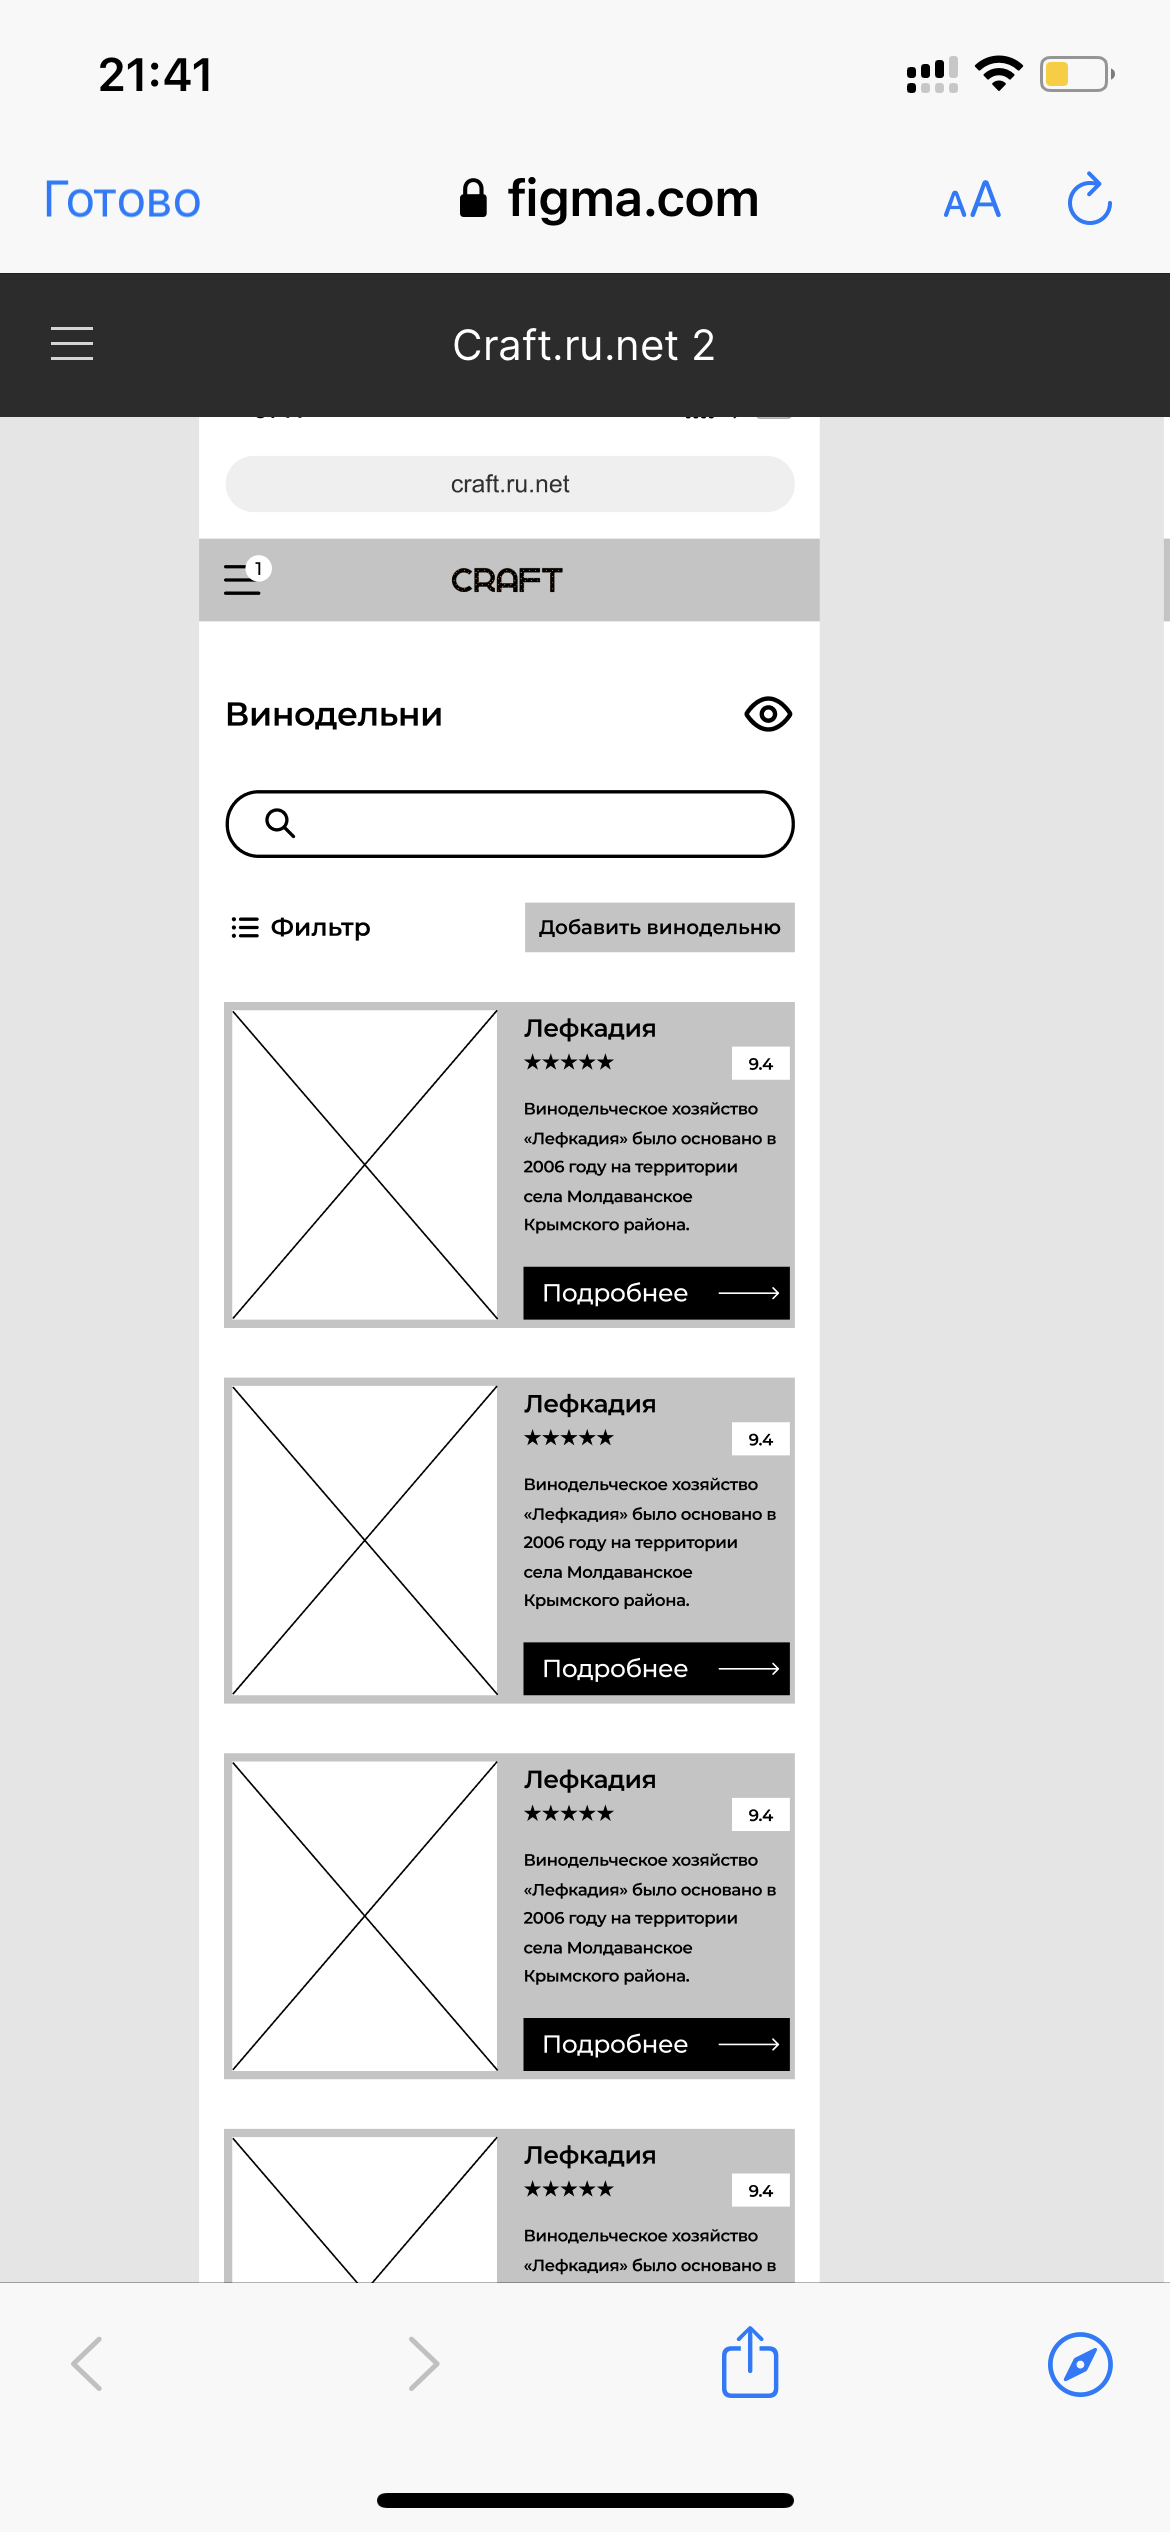 21:41
Готово
figma.com
AA
Craft.ru.net 2
craft.ru.net
1
CRAFT
Винодельни
Фильтр
Добавить винодельню
Лефкадия
★★★★★
9.4
Винодельческое хозяйство
«Лефкадия» было основано в
2006 году на территории
села Молдаванское
Крымского района.
Подробнее
Лефкадия
★★★★★
9.4
Винодельческое хозяйство
«Лефкадия» было основано в
2006 году на территории
села Молдаванское
Крымского района.
Подробнее
Лефкадия
★★★★★
9.4
Винодельческое хозяйство
«Лефкадия» было основано в
2006 году на территории
села Молдаванское
Крымского района.
Подробнее
Лефкадия
★★★★★
9.4
Винодельческое хозяйство
«Лефкадия» было основано в